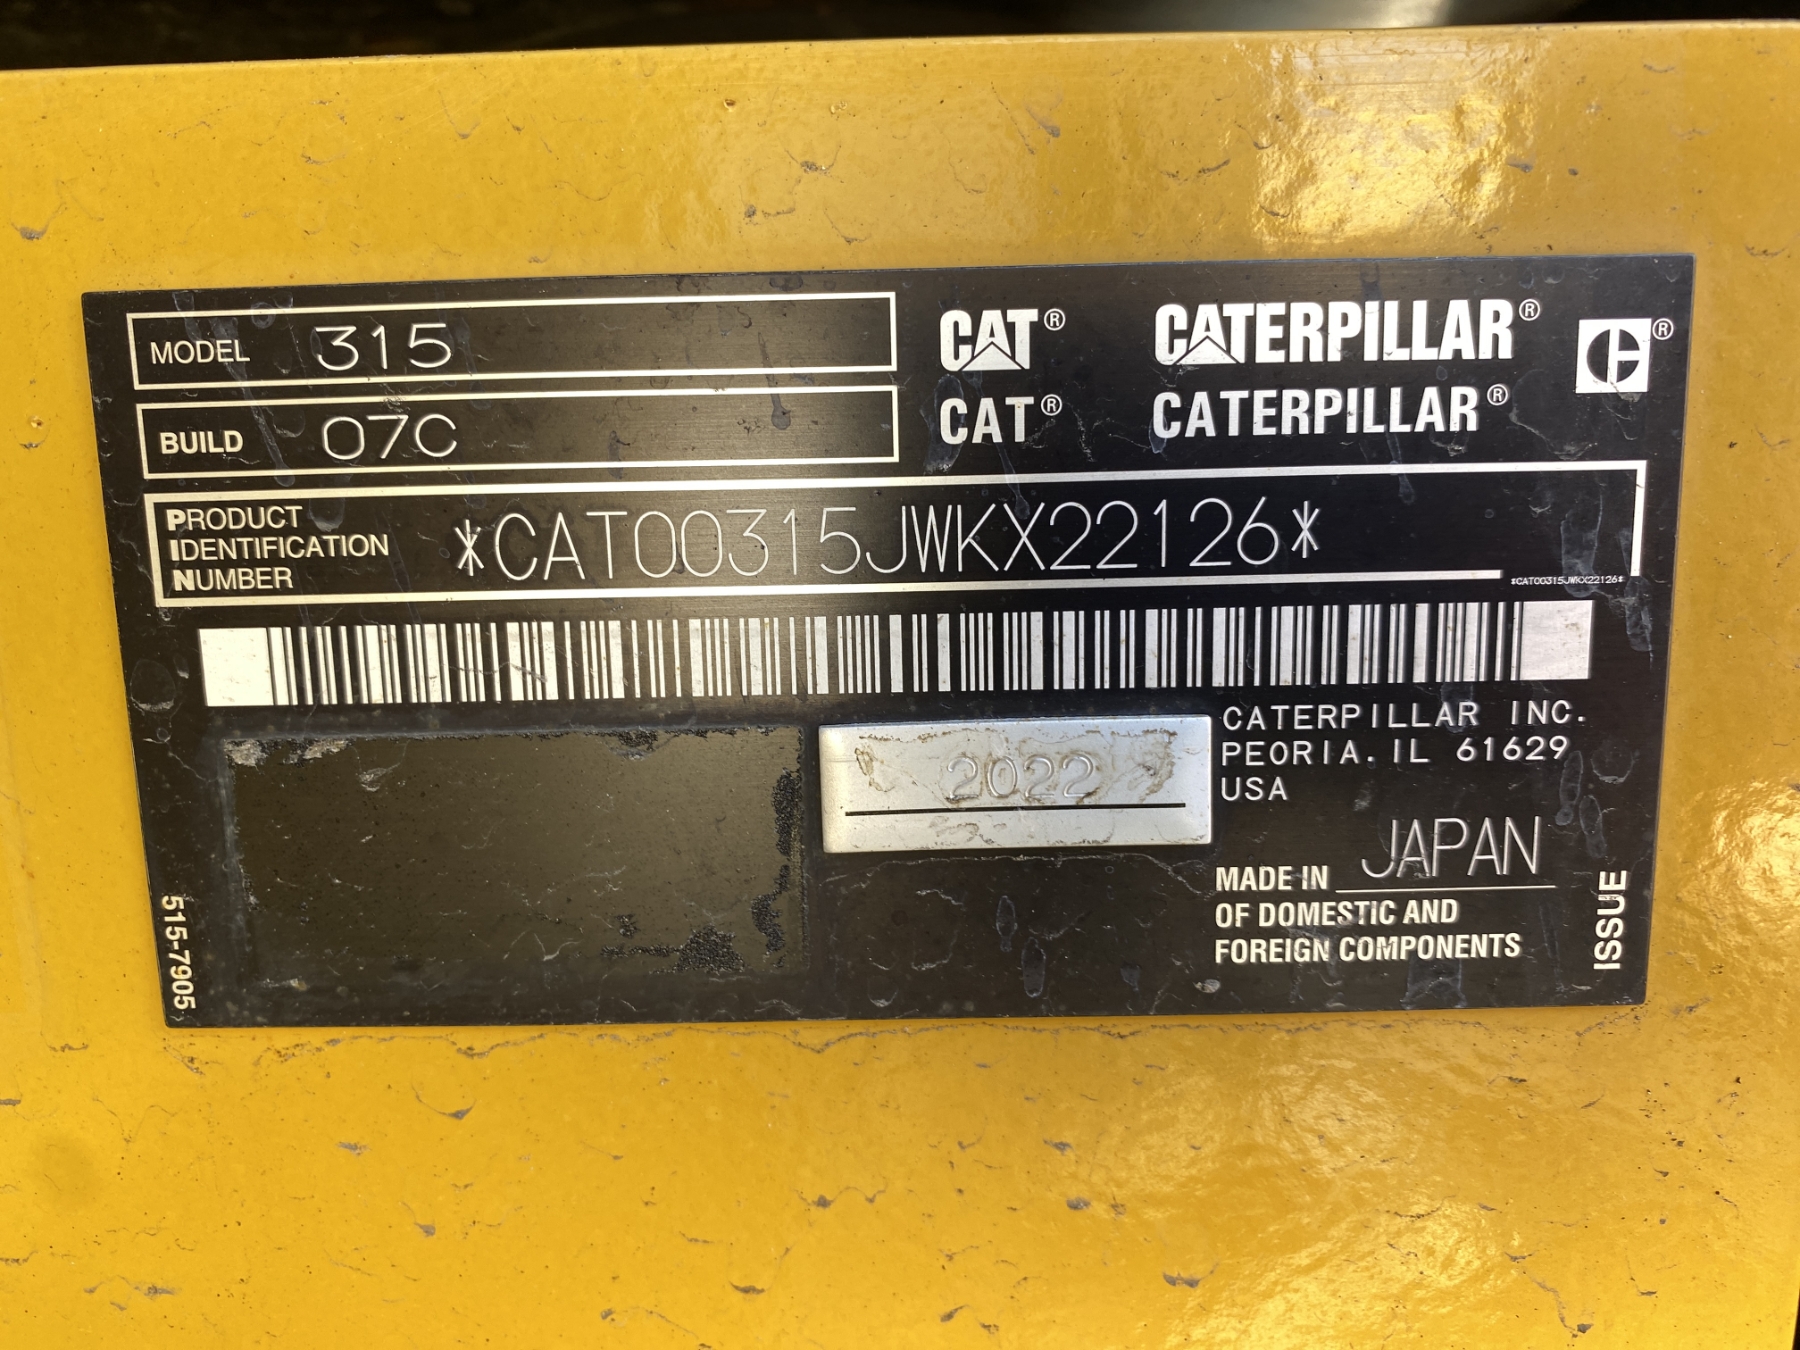 MODEL 315
BUILD 07C
CAT® CATERPILLAR® ®
CAT® CATERPILLAR®
PRODUCT
IDENTIFICATION
NUMBER
*CAT00315JWKX22126*
*CAT00315JWKX22126*
2022
CATERPILLAR INC.
PEORIA. IL 61629
USA
MADE IN JAPAN
OF DOMESTIC AND
FOREIGN COMPONENTS
515-7905
ISSUE